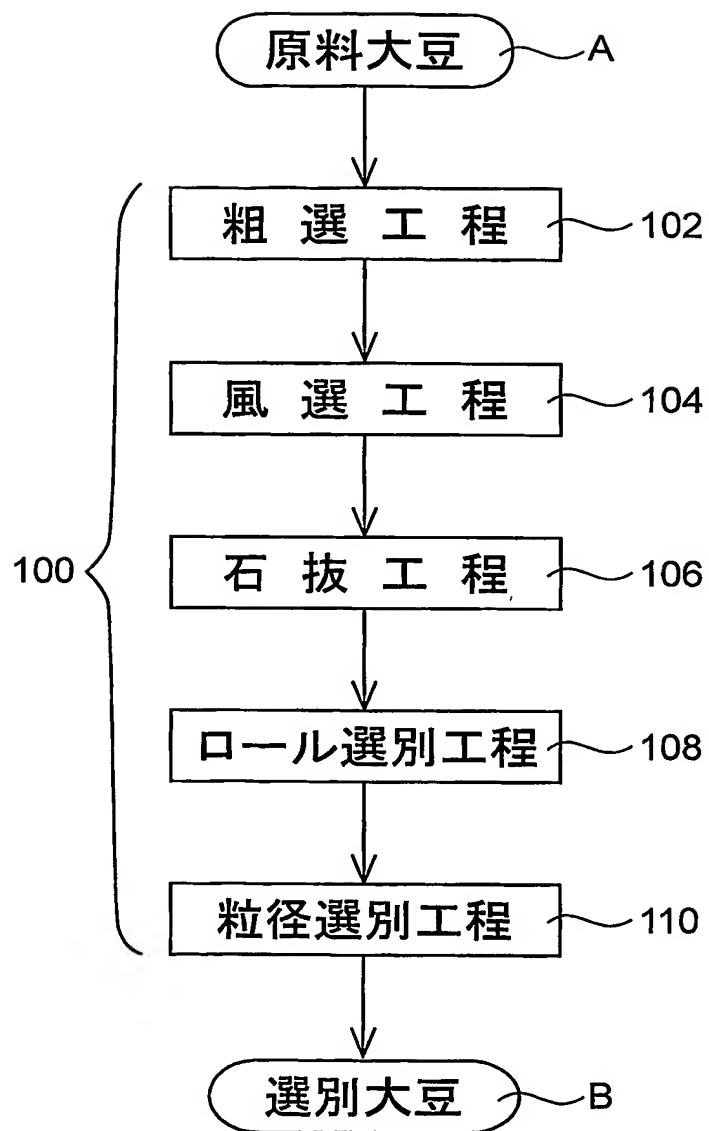 原料大豆 A
粗選工程 102
風選工程 104
石抜工程 106
100
ロール選別工程 108
粒径選別工程 110
選別大豆 B